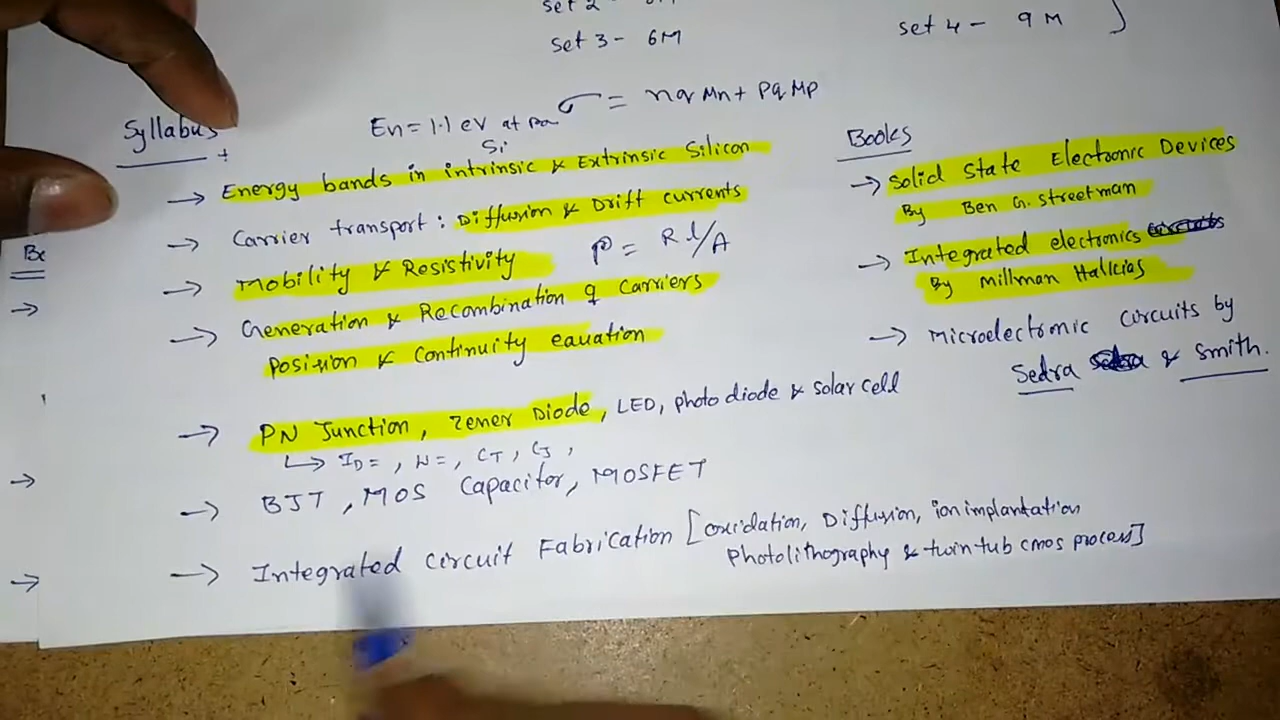 set 2 -
set 3 - 6M
set 4 - 9 M
σ = nqμn + pqμp
Syllabus
En = 1.1 eV at
Si
→ Energy bands in intrinsic & Extrinsic Silicon
→ Carrier transport : Diffusion & Drift currents
→ Mobility & Resistivity
ρ = R l/A
→ Generation & Recombination of Carriers
Posision & Continuity eauation
→ PN Junction, Zener Diode, LED, photo diode & solar cell
↳ ID = , W = , CT , CJ ,
→ BJT , MOS Capacitor, MOSFET
→ Integrated Circuit Fabrication [oxidation, Diffusion, ion implantation
Photolithography & twin tub cmos process]
Books
→ Solid State Electronic Devices
By Ben G. streetman
→ Integrated electronics
By Millman Halkias
→ Microelectronic circuits by
Sedra & Smith.